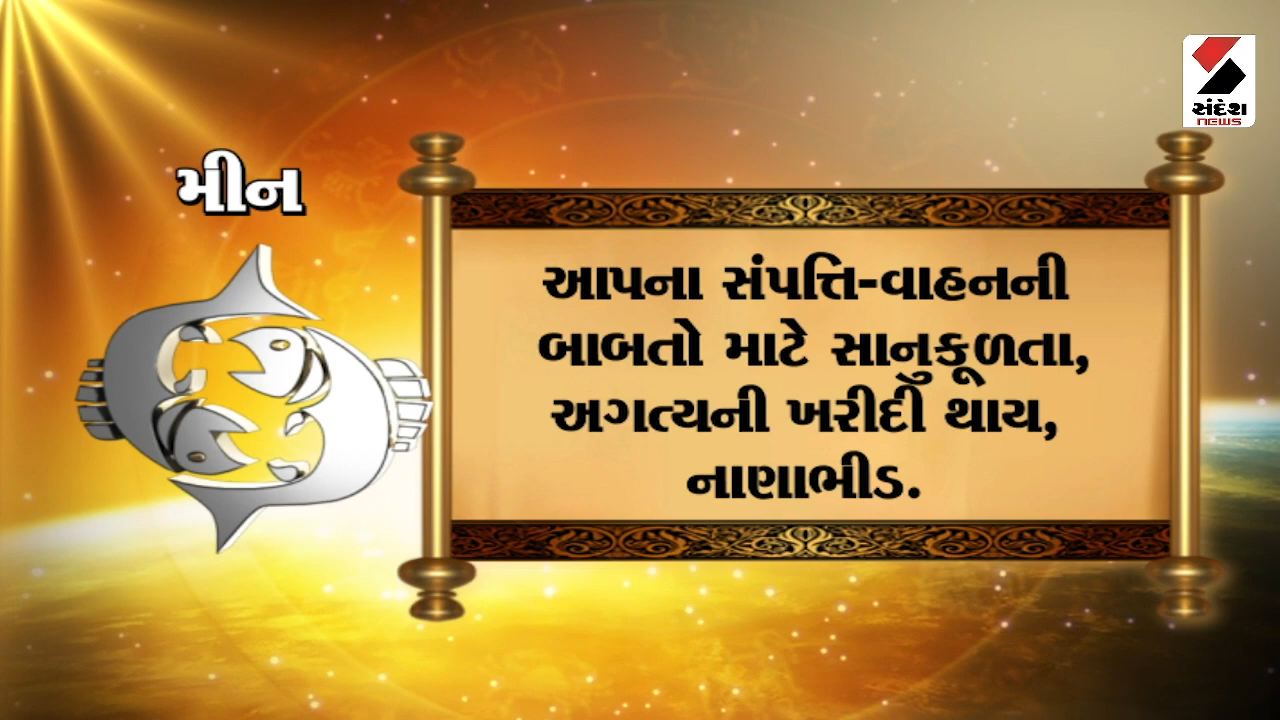 સંદેશ
NEWS
મીન
આપના સંપત્તિ-વાહનની
બાબતો માટે સાનુકૂળતા,
અગત્યની ખરીદી થાય,
નાણાભીડ.